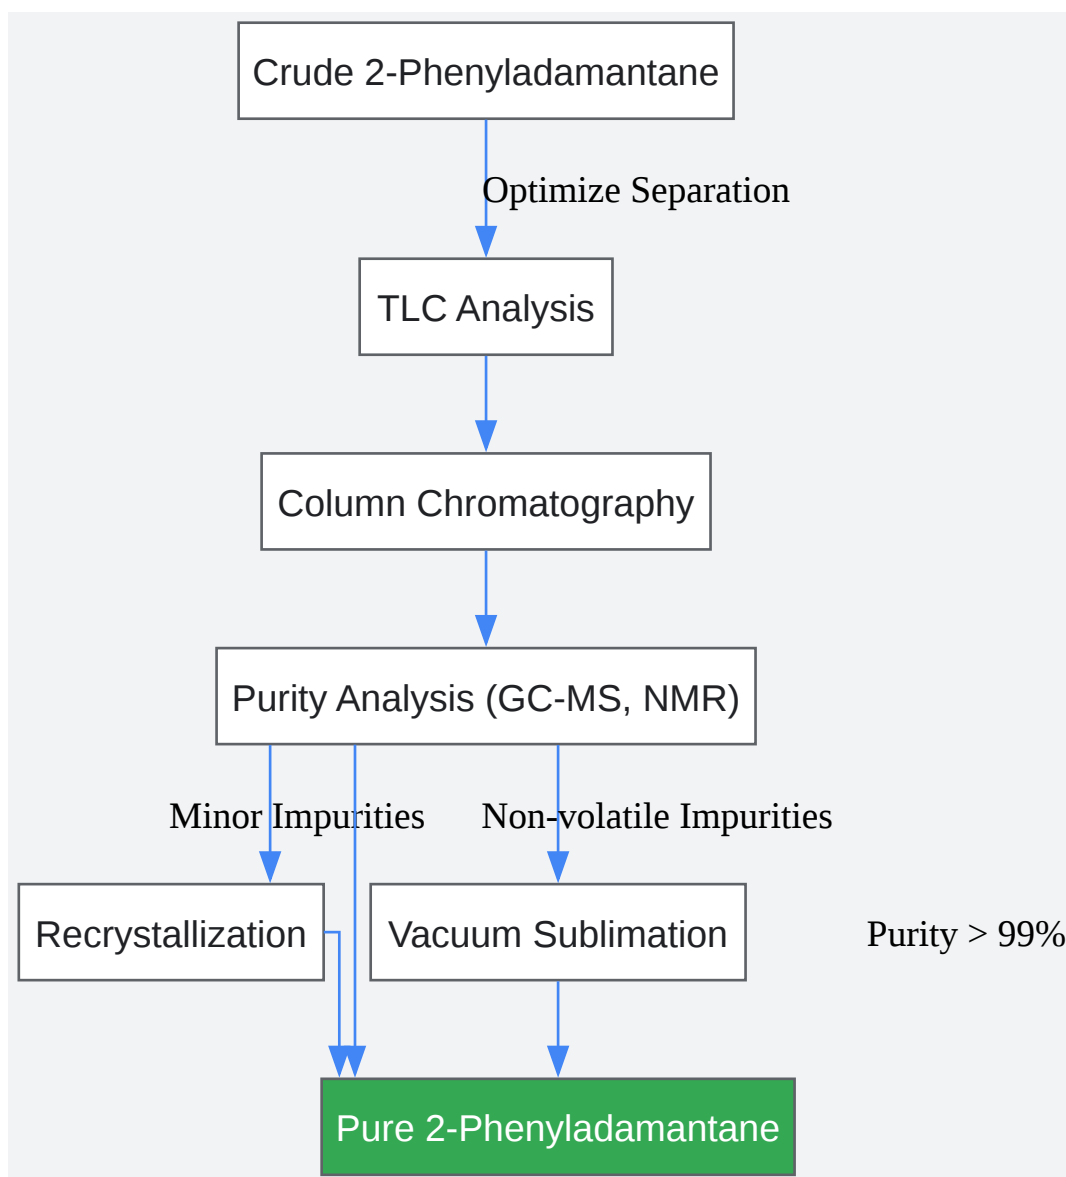 Crude 2-Phenyladamantane
Optimize Separation
TLC Analysis
Column Chromatography
Purity Analysis (GC-MS, NMR)
Minor Impurities
Non-volatile Impurities
Recrystallization
Vacuum Sublimation
Purity > 99%
Pure 2-Phenyladamantane